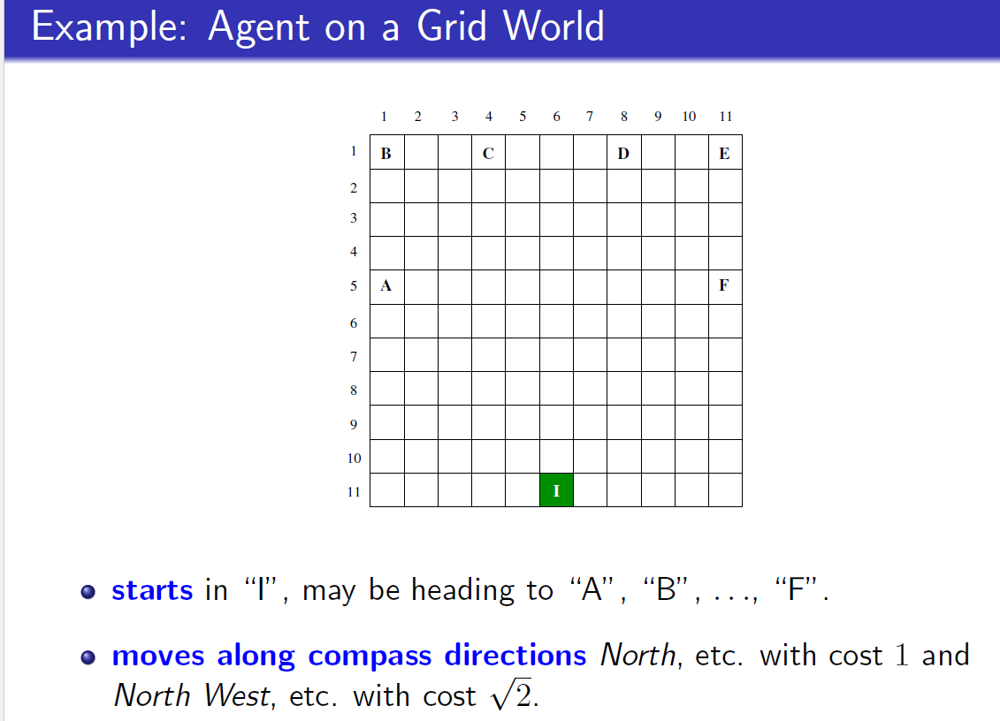 Example: Agent on a Grid World
1 2 3 4 5 6 7 8 9 10 11
1 B C D E
2
3
4
5 A F
6
7
8
9
10
11 I
starts in “I”, may be heading to “A”, “B”, . . ., “F”.
moves along compass directions North, etc. with cost 1 and
North West, etc. with cost √2.